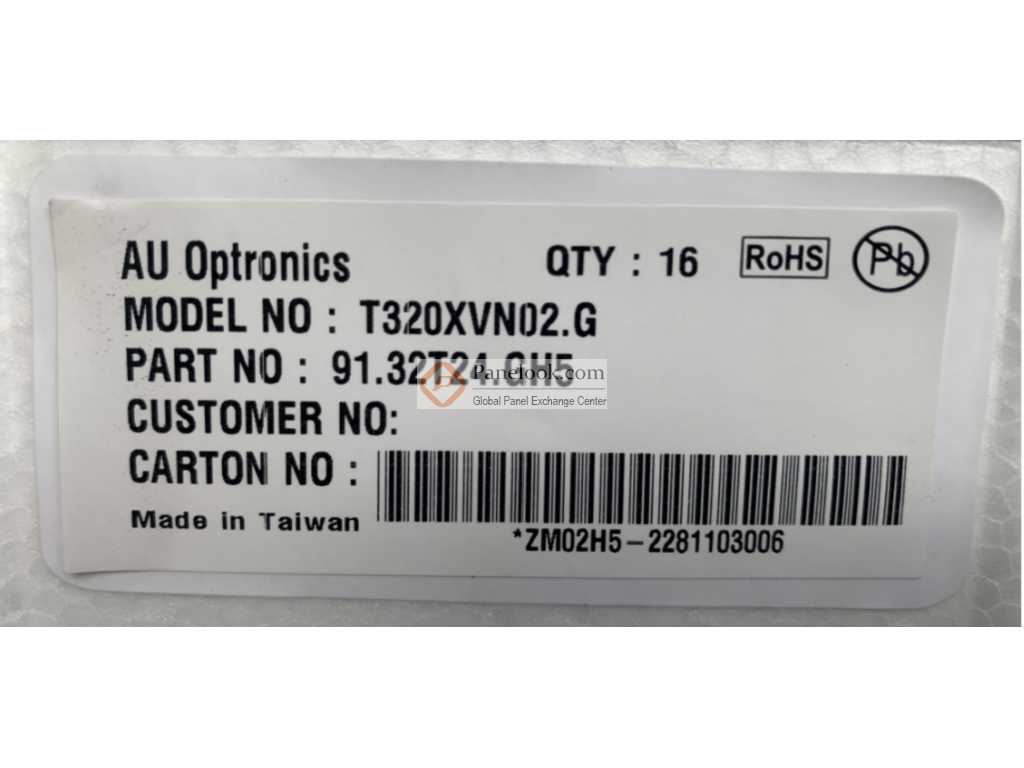 AU Optronics QTY : 16 RoHS Pb
MODEL NO : T320XVN02.G
PART NO : 91.32T24.GH5
Panelook.com
Global Panel Exchange Center
CUSTOMER NO:
CARTON NO :
Made in Taiwan
*ZM02H5-2281103006